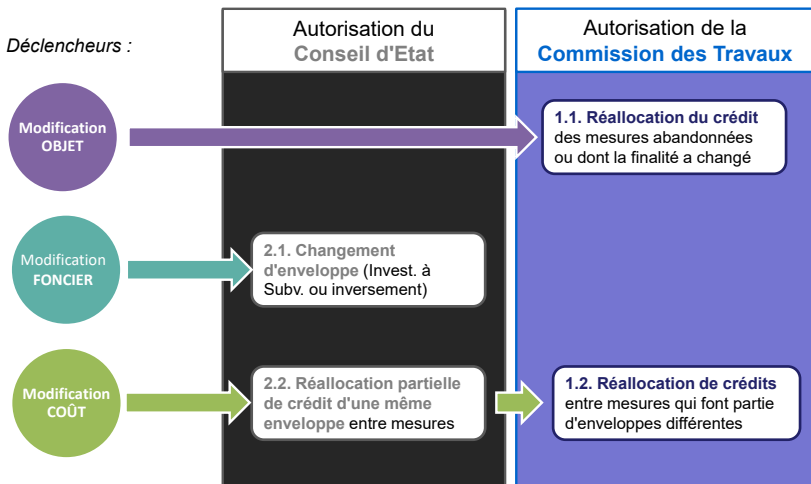 Déclencheurs :
Autorisation du
Conseil d'Etat
Autorisation de la
Commission des Travaux
Modification
OBJET
1.1. Réallocation du crédit
des mesures abandonnées
ou dont la finalité a changé
Modification
FONCIER
2.1. Changement
d'enveloppe (Invest. à
Subv. ou inversement)
Modification
COÛT
2.2. Réallocation partielle
de crédit d'une même
enveloppe entre mesures
1.2. Réallocation de crédits
entre mesures qui font partie
d'enveloppes différentes